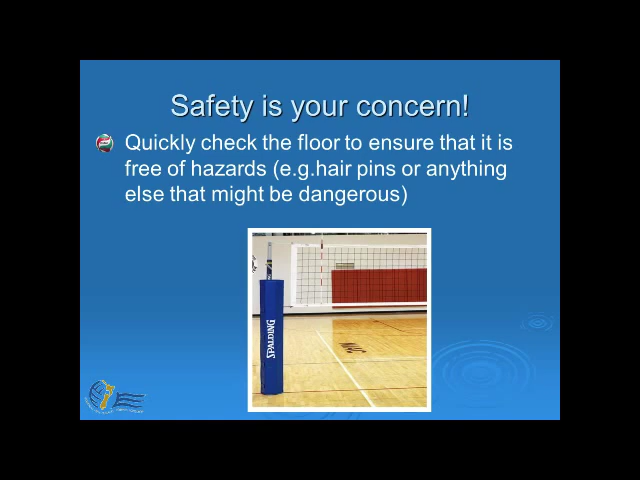 Safety is your concern!
Quickly check the floor to ensure that it is
free of hazards (e.g.hair pins or anything
else that might be dangerous)
SPALDING